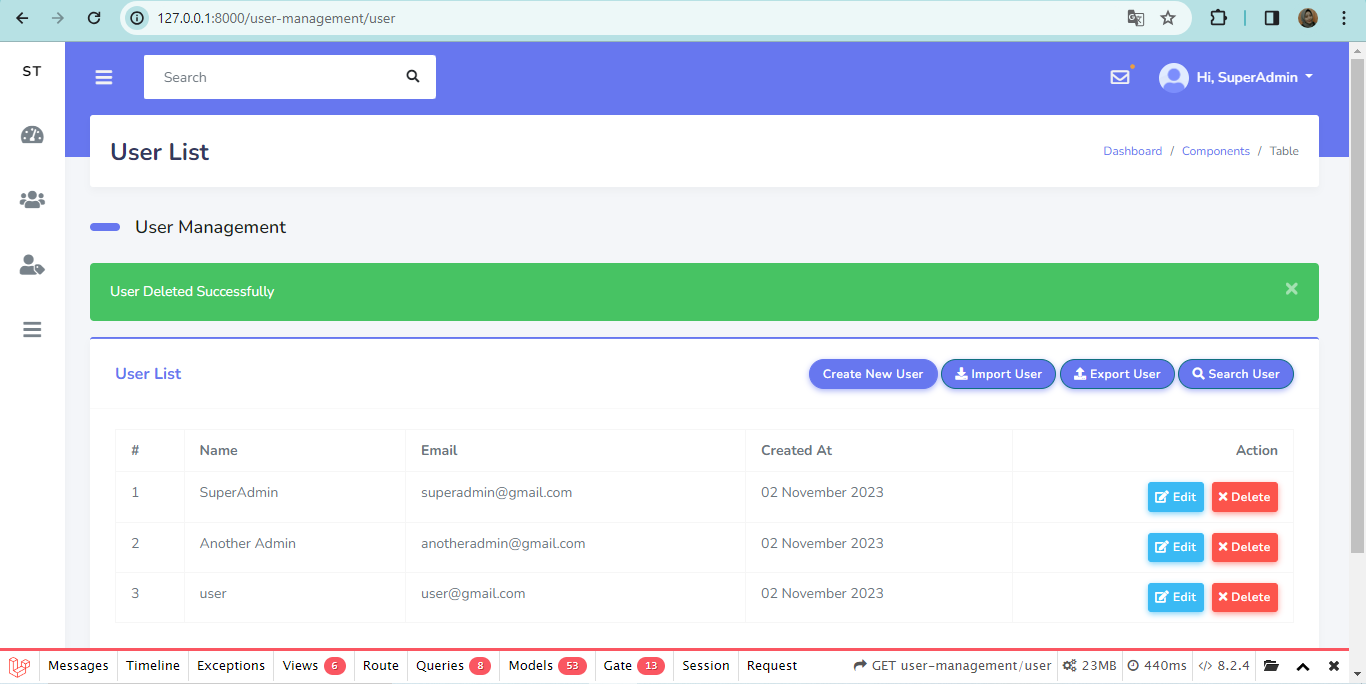 127.0.0.1:8000/user-management/user
ST
Search
Hi, SuperAdmin
User List
Dashboard / Components / Table
User Management
User Deleted Successfully
User List
Create New User Import User Export User Search User
# Name Email Created At Action
1 SuperAdmin superadmin@gmail.com 02 November 2023 Edit Delete
2 Another Admin anotheradmin@gmail.com 02 November 2023 Edit Delete
3 user user@gmail.com 02 November 2023 Edit Delete
Messages Timeline Exceptions Views 6 Route Queries 8 Models 53 Gate 13 Session Request GET user-management/user 23MB 440ms 8.2.4